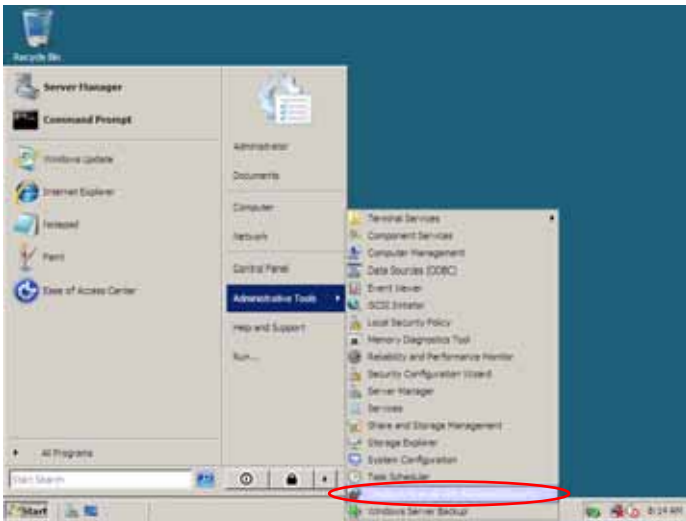 Recycle Bin
Server Manager
Command Prompt
Windows Update
Internet Explorer
Notepad
Paint
Ease of Access Center
All Programs
Start Search
Administrator
Documents
Computer
Network
Control Panel
Administrative Tools
Help and Support
Run...
Terminal Services
Component Services
Computer Management
Data Sources (ODBC)
Event Viewer
iSCSI Initiator
Local Security Policy
Memory Diagnostics Tool
Reliability and Performance Monitor
Security Configuration Wizard
Server Manager
Services
Share and Storage Management
Storage Explorer
System Configuration
Task Scheduler
Windows Server Backup
Start
8:14 AM